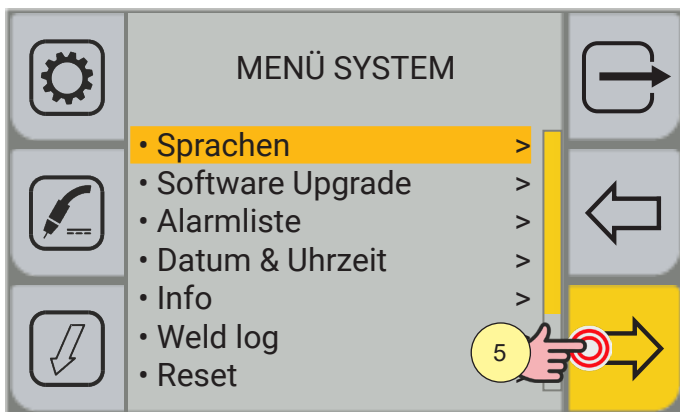 MENÜ SYSTEM
• Sprachen >
• Software Upgrade >
• Alarmliste >
• Datum & Uhrzeit >
• Info >
• Weld log
• Reset >
5